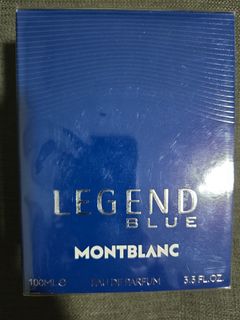 LEGEND
BLUE
MONTBLANC
100ML ℮ EAU DE PARFUM 3.3 FL.OZ.